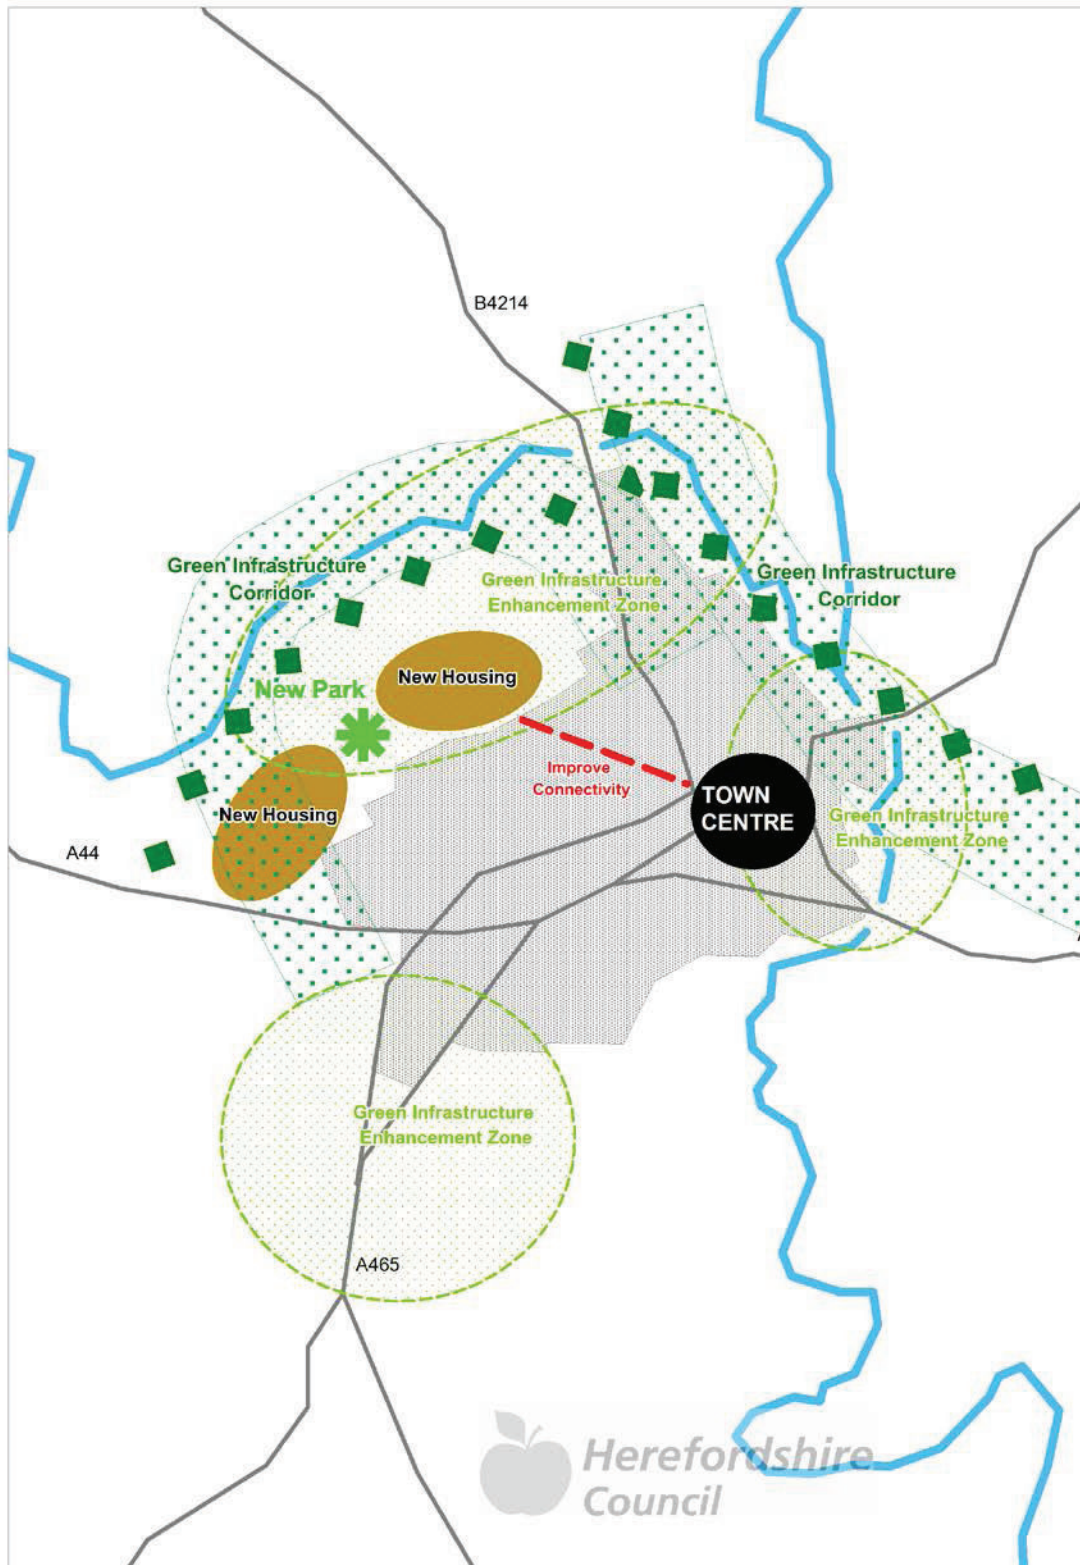 B4214
Green Infrastructure
Corridor
Green Infrastructure
Enhancement Zone
Green Infrastructure
Corridor
New Housing
New Park
Improve
Connectivity
TOWN
CENTRE
New Housing
Green Infrastructure
Enhancement Zone
A44
Green Infrastructure
Enhancement Zone
A465
Herefordshire
Council